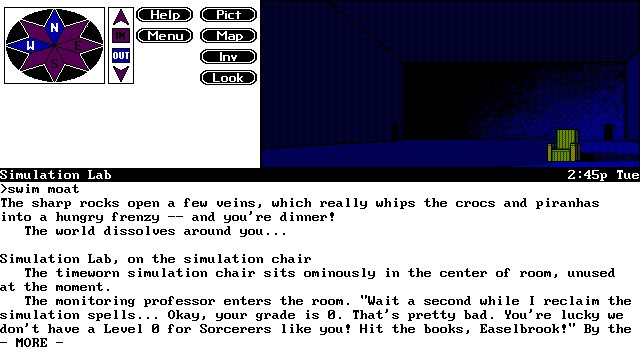 Help
Pict
N
IN
Menu
Map
W
E
OUT
Inv
S
Look
Simulation Lab 2:45p Tue
>swim moat
The sharp rocks open a few veins, which really whips the crocs and piranhas
into a hungry frenzy -- and you're dinner!
The world dissolves around you...
Simulation Lab, on the simulation chair
The timeworn simulation chair sits ominously in the center of room, unused
at the moment.
The monitoring professor enters the room. "Wait a second while I reclaim the
simulation spells... Okay, your grade is 0. That's pretty bad. You're lucky we
don't have a Level 0 for Sorcerers like you! Hit the books, Easelbrook!" By the
- MORE -